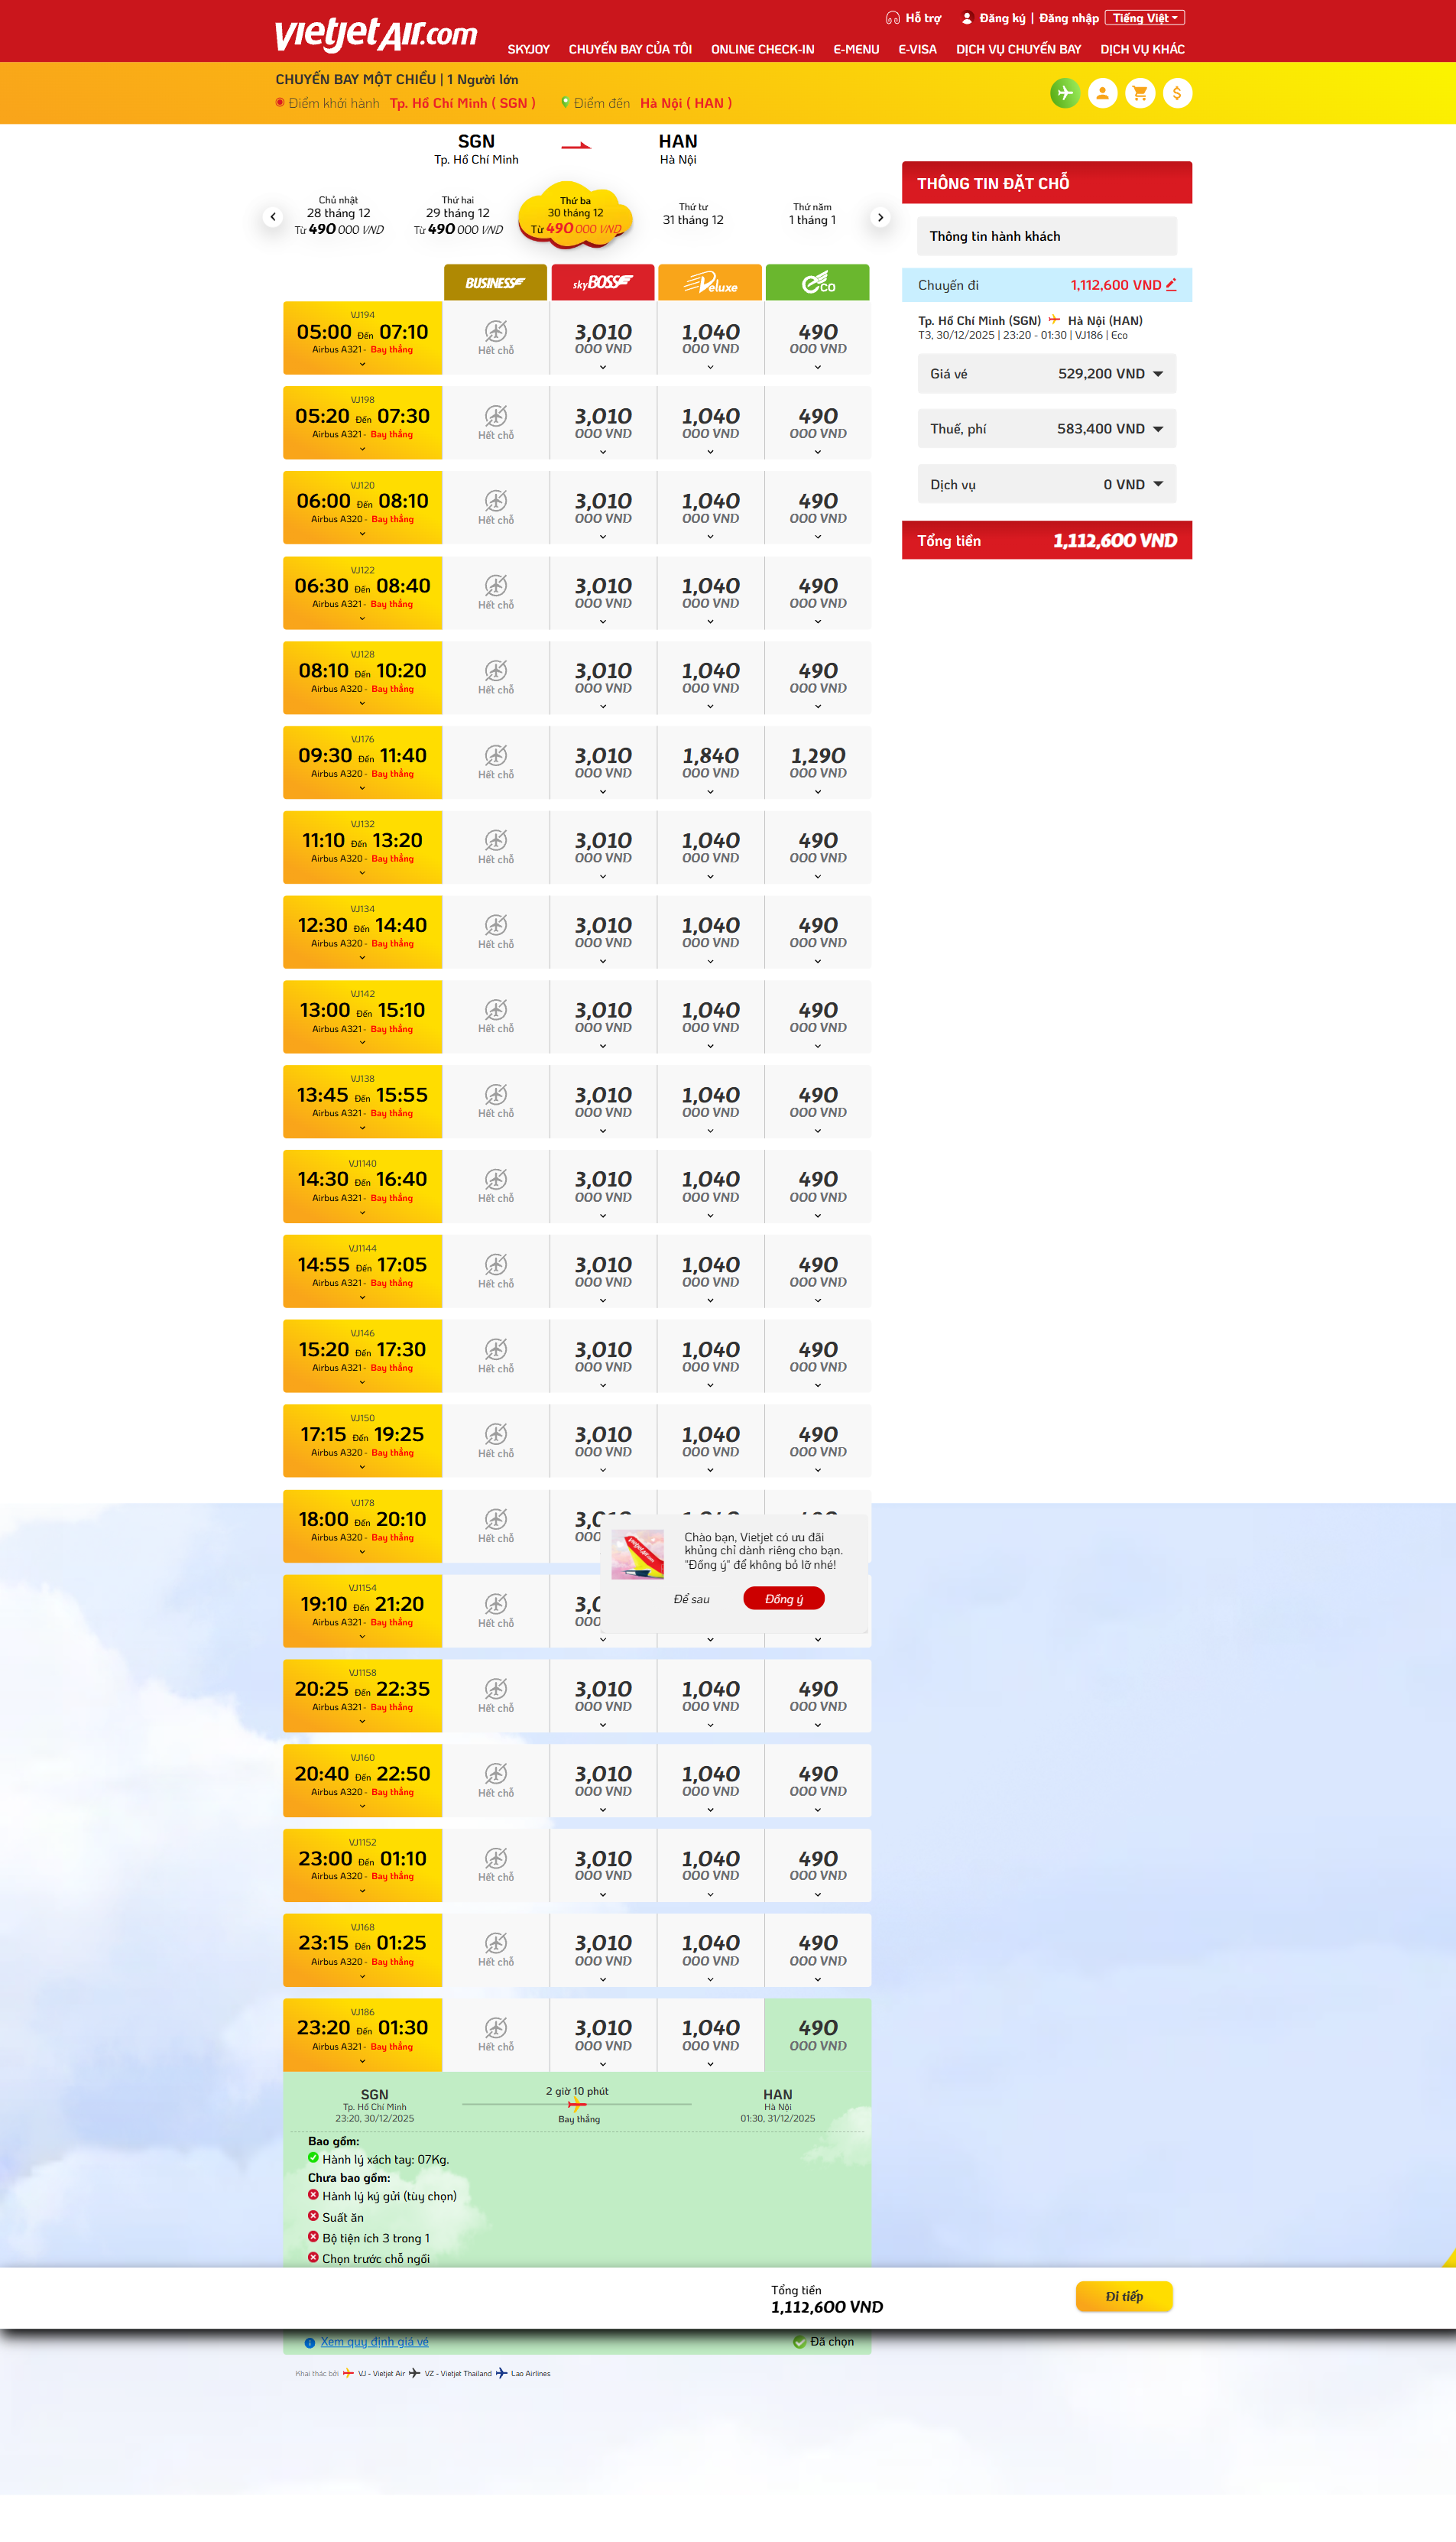 vietjetAir.com
Hỗ trợ
Đăng ký | Đăng nhập
Tiếng Việt
SKYJOY
CHUYẾN BAY CỦA TÔI
ONLINE CHECK-IN
E-MENU
E-VISA
DỊCH VỤ CHUYẾN BAY
DỊCH VỤ KHÁC
CHUYẾN BAY MỘT CHIỀU | 1 Người lớn
Điểm khởi hành Tp. Hồ Chí Minh ( SGN )
Điểm đến Hà Nội ( HAN )
$
SGN
Tp. Hồ Chí Minh
HAN
Hà Nội
Chủ nhật
28 tháng 12
Từ 490 000 VND
Thứ hai
29 tháng 12
Từ 490 000 VND
Thứ ba
30 tháng 12
Từ 490 000 VND
Thứ tư
31 tháng 12
Thứ năm
1 tháng 1
BUSINESS
skyBOSS
Deluxe
eco
VJ194
05:00 Đến 07:10
Airbus A321 - Bay thẳng
Hết chỗ
3,010
000 VND
1,040
000 VND
490
000 VND
VJ198
05:20 Đến 07:30
Airbus A321 - Bay thẳng
Hết chỗ
3,010
000 VND
1,040
000 VND
490
000 VND
VJ120
06:00 Đến 08:10
Airbus A320 - Bay thẳng
Hết chỗ
3,010
000 VND
1,040
000 VND
490
000 VND
VJ122
06:30 Đến 08:40
Airbus A321 - Bay thẳng
Hết chỗ
3,010
000 VND
1,040
000 VND
490
000 VND
VJ128
08:10 Đến 10:20
Airbus A320 - Bay thẳng
Hết chỗ
3,010
000 VND
1,040
000 VND
490
000 VND
VJ176
09:30 Đến 11:40
Airbus A320 - Bay thẳng
Hết chỗ
3,010
000 VND
1,840
000 VND
1,290
000 VND
VJ132
11:10 Đến 13:20
Airbus A320 - Bay thẳng
Hết chỗ
3,010
000 VND
1,040
000 VND
490
000 VND
VJ134
12:30 Đến 14:40
Airbus A320 - Bay thẳng
Hết chỗ
3,010
000 VND
1,040
000 VND
490
000 VND
VJ142
13:00 Đến 15:10
Airbus A321 - Bay thẳng
Hết chỗ
3,010
000 VND
1,040
000 VND
490
000 VND
VJ138
13:45 Đến 15:55
Airbus A321 - Bay thẳng
Hết chỗ
3,010
000 VND
1,040
000 VND
490
000 VND
VJ1140
14:30 Đến 16:40
Airbus A321 - Bay thẳng
Hết chỗ
3,010
000 VND
1,040
000 VND
490
000 VND
VJ1144
14:55 Đến 17:05
Airbus A321 - Bay thẳng
Hết chỗ
3,010
000 VND
1,040
000 VND
490
000 VND
VJ146
15:20 Đến 17:30
Airbus A321 - Bay thẳng
Hết chỗ
3,010
000 VND
1,040
000 VND
490
000 VND
VJ150
17:15 Đến 19:25
Airbus A320 - Bay thẳng
Hết chỗ
3,010
000 VND
1,040
000 VND
490
000 VND
VJ178
18:00 Đến 20:10
Airbus A320 - Bay thẳng
Hết chỗ
Chào bạn, Vietjet có ưu đãi
khủng chỉ dành riêng cho bạn.
"Đồng ý" để không bỏ lỡ nhé!
Để sau
Đồng ý
VJ1154
19:10 Đến 21:20
Airbus A321 - Bay thẳng
Hết chỗ
VJ1158
20:25 Đến 22:35
Airbus A321 - Bay thẳng
Hết chỗ
3,010
000 VND
1,040
000 VND
490
000 VND
VJ160
20:40 Đến 22:50
Airbus A320 - Bay thẳng
Hết chỗ
3,010
000 VND
1,040
000 VND
490
000 VND
VJ1152
23:00 Đến 01:10
Airbus A320 - Bay thẳng
Hết chỗ
3,010
000 VND
1,040
000 VND
490
000 VND
VJ168
23:15 Đến 01:25
Airbus A320 - Bay thẳng
Hết chỗ
3,010
000 VND
1,040
000 VND
490
000 VND
VJ186
23:20 Đến 01:30
Airbus A321 - Bay thẳng
Hết chỗ
3,010
000 VND
1,040
000 VND
490
000 VND
SGN
Tp. Hồ Chí Minh
23:20, 30/12/2025
2 giờ 10 phút
Bay thẳng
HAN
Hà Nội
01:30, 31/12/2025
Bao gồm:
Hành lý xách tay: 07Kg.
Chưa bao gồm:
Hành lý ký gửi (tùy chọn)
Suất ăn
Bộ tiện ích 3 trong 1
Chọn trước chỗ ngồi
Tổng tiền
1,112,600 VND
Đi tiếp
Xem quy định giá vé
Đã chọn
Khai thác bởi VJ - Vietjet Air VZ - Vietjet Thailand Lao Airlines
THÔNG TIN ĐẶT CHỖ
Thông tin hành khách
Chuyến đi 1,112,600 VND
Tp. Hồ Chí Minh (SGN) Hà Nội (HAN)
T3, 30/12/2025 | 23:20 - 01:30 | VJ186 | Eco
Giá vé 529,200 VND
Thuế, phí 583,400 VND
Dịch vụ 0 VND
Tổng tiền 1,112,600 VND